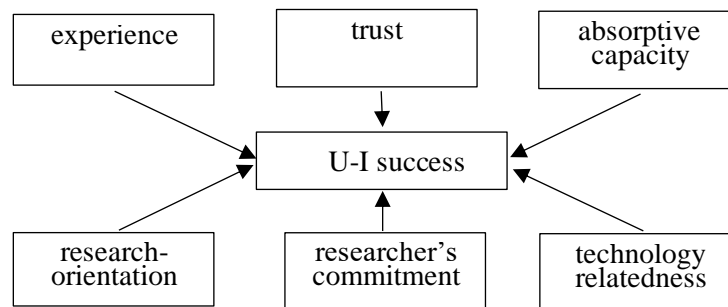 experience
trust
absorptive
capacity
U-I success
research-
orientation
researcher's
commitment
technology
relatedness